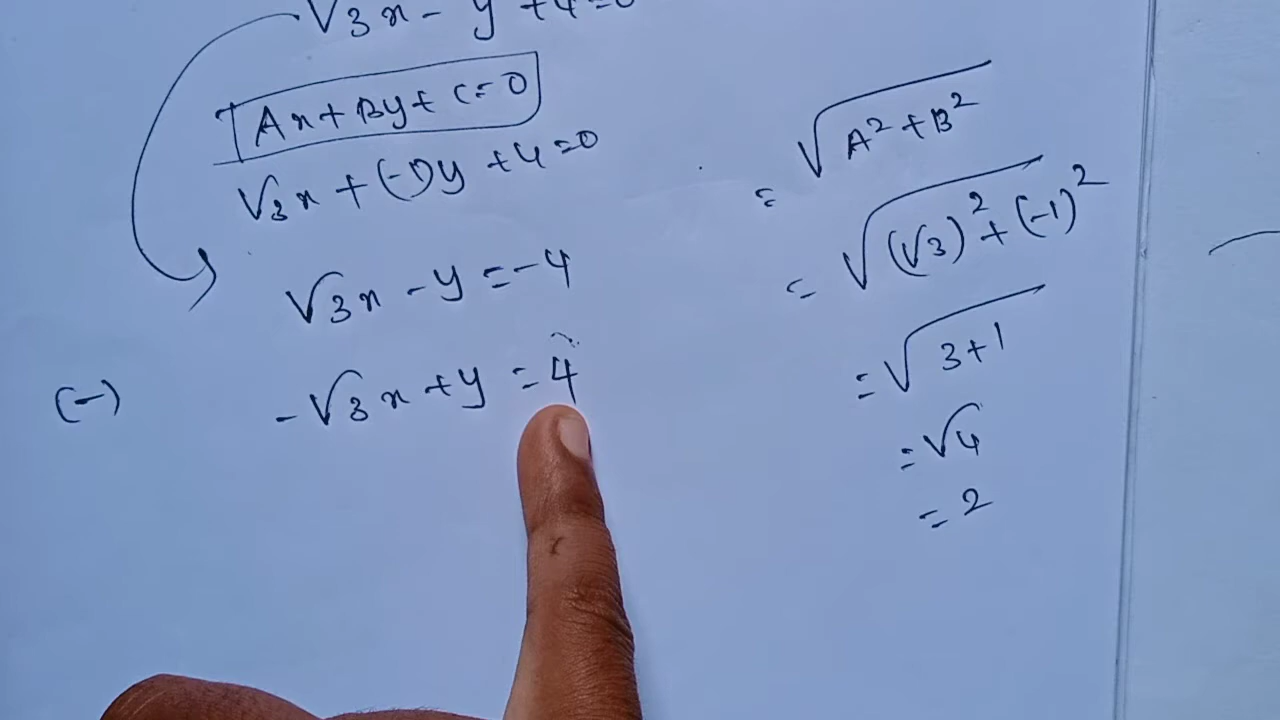 √3x - y + 4 = 0
Ax + By + C = 0
√3x + (-1)y + 4 = 0
√3x - y = -4
(-) -√3x + y = 4
= √A² + B²
= √(√3)² + (-1)²
= √3+1
= √4
= 2